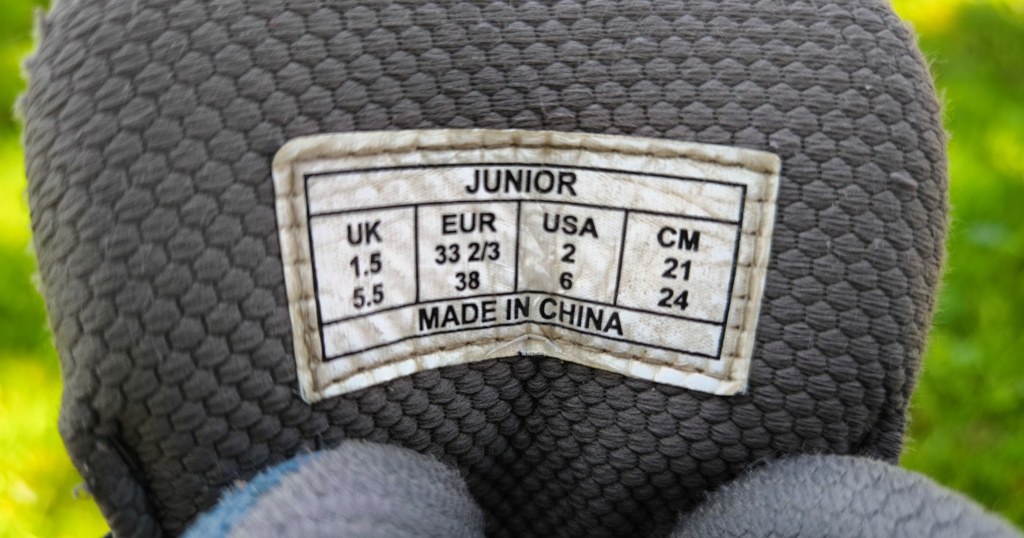 JUNIOR
UK EUR USA CM
1.5 33 2/3 2 21
5.5 38 6 24
MADE IN CHINA